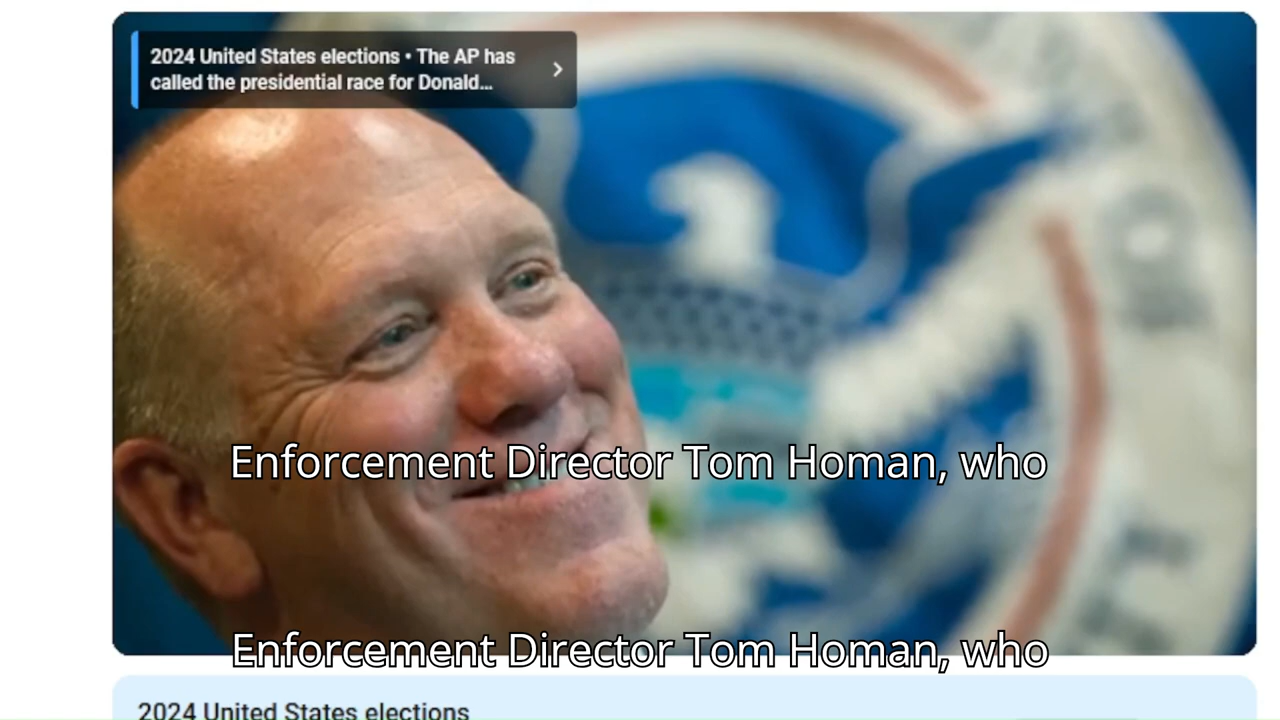 2024 United States elections • The AP has
called the presidential race for Donald...
Enforcement Director Tom Homan, who
Enforcement Director Tom Homan, who
2024 United States elections